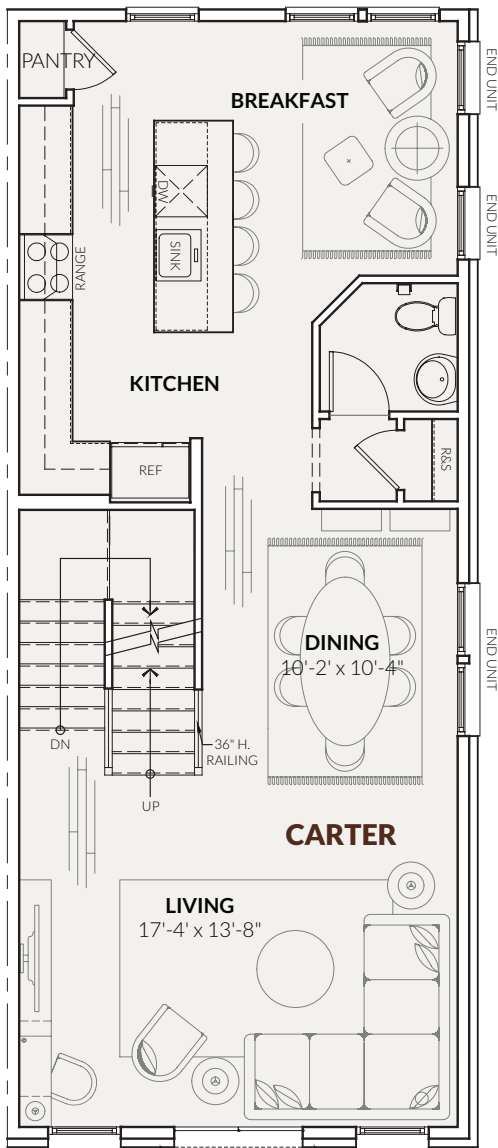 PANTRY
BREAKFAST
END UNIT
DW
SINK
RANGE
END UNIT
KITCHEN
REF
R&S
DINING
10'-2' x 10'-4"
END UNIT
DN
36" H.
RAILING
UP
CARTER
LIVING
17'-4' x 13'-8"